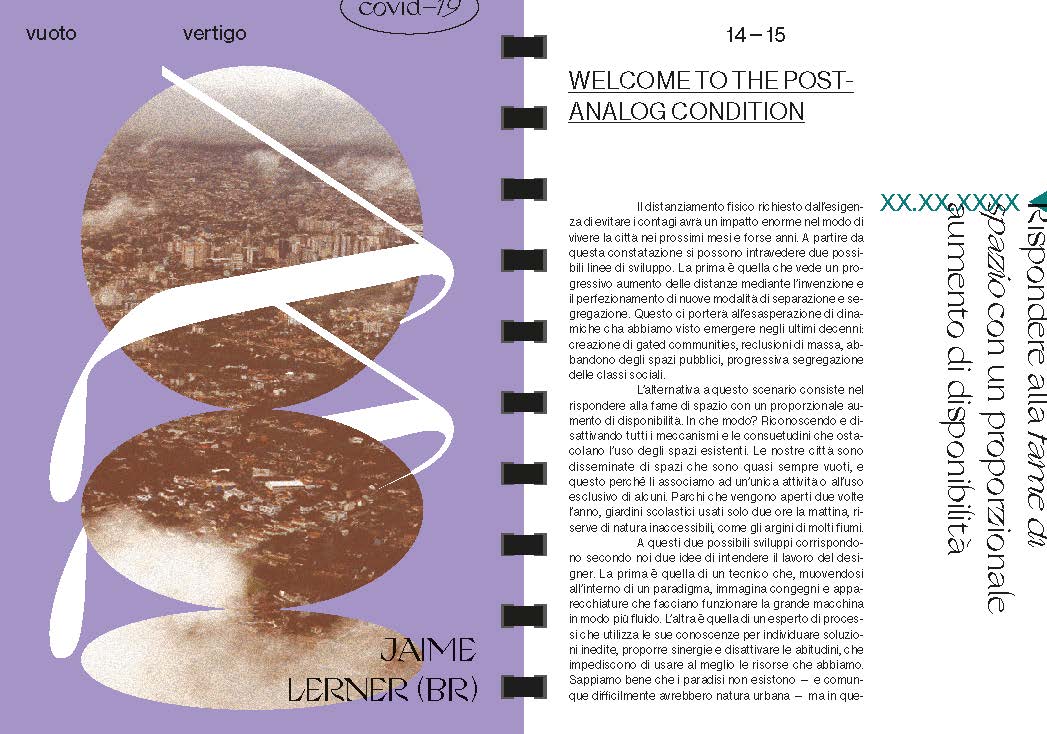 vuoto
vertigo
covid–19
JAIME
LERNER (BR)
14 – 15
WELCOME TO THE POST-
ANALOG CONDITION
Il distanziamento fisico richiesto dall'esigen-
za di evitare i contagi avrà un impatto enorme nel modo di
vivere la città nei prossimi mesi e forse anni. A partire da
questa constatazione si possono intravedere due possi-
bili linee di sviluppo. La prima è quella che vede un pro-
gressivo aumento delle distanze mediante l'invenzione e
il perfezionamento di nuove modalità di separazione e se-
gregazione. Questo ci porterà all'esasperazione di dina-
miche cha abbiamo visto emergere negli ultimi decenni:
creazione di gated communities, reclusioni di massa, ab-
bandono degli spazi pubblici, progressiva segregazione
delle classi sociali.
L'alternativa a questo scenario consiste nel
rispondere alla fame di spazio con un proporzionale au-
mento di disponibilità. In che modo? Riconoscendo e di-
sattivando tutti i meccanismi e le consuetudini che osta-
colano l'uso degli spazi esistenti. Le nostre città sono
disseminate di spazi che sono quasi sempre vuoti, e
questo perché li associamo ad un'unica attività o all'uso
esclusivo di alcuni. Parchi che vengono aperti due volte
l'anno, giardini scolastici usati solo due ore la mattina, ri-
serve di natura inaccessibili, come gli argini di molti fiumi.
A questi due possibili sviluppi corrispondo-
no secondo noi due idee di intendere il lavoro del desi-
gner. La prima è quella di un tecnico che, muovendosi
all'interno di un paradigma, immagina congegni e appa-
recchiature che facciano funzionare la grande macchina
in modo più fluido. L'altra è quella di un esperto di proces-
si che utilizza le sue conoscenze per individuare soluzio-
ni inedite, proporre sinergie e disattivare le abitudini, che
impediscono di usare al meglio le risorse che abbiamo.
Sappiamo bene che i paradisi non esistono – e comun-
que difficilmente avrebbero natura urbana – ma in que-
XX.XX.XXXX
Rispondere alla fame di
spazio con un proporzionale
aumento di disponibilità